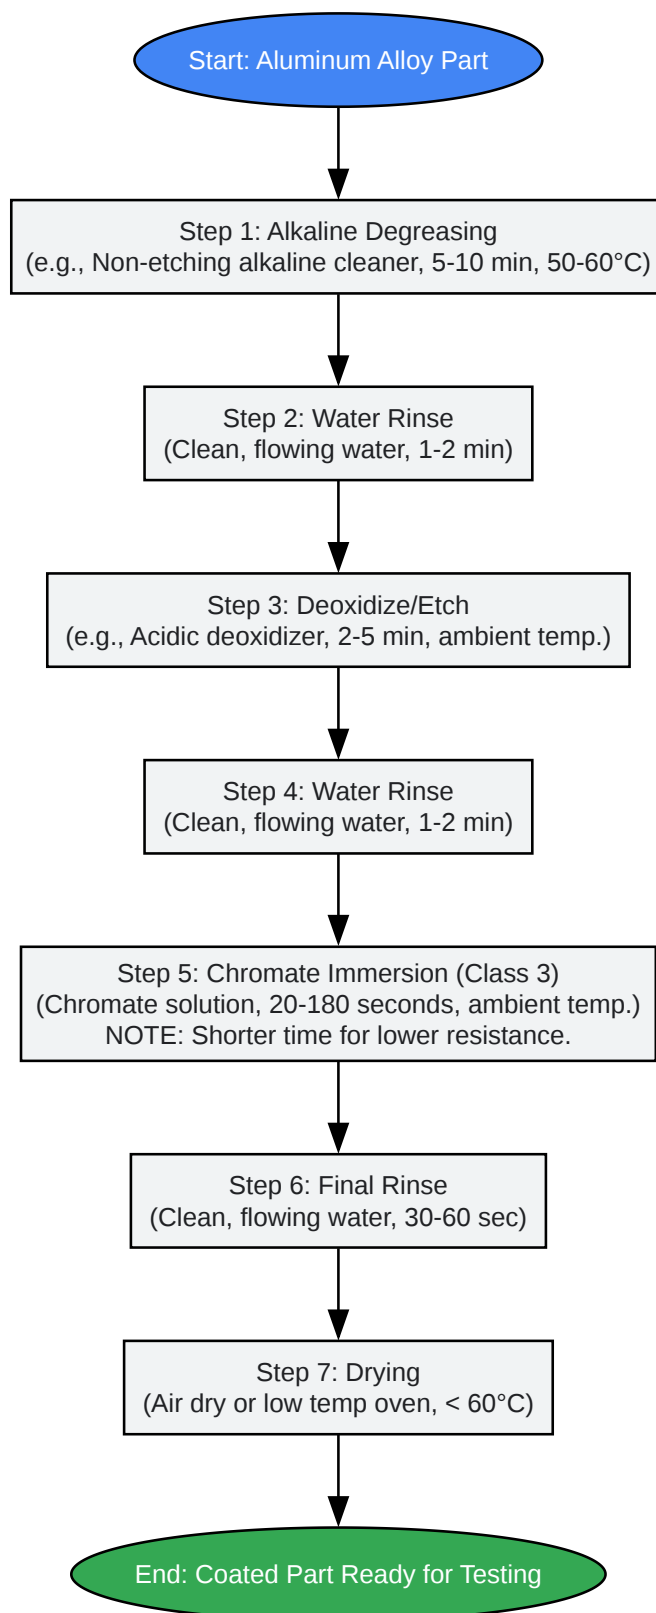 Start: Aluminum Alloy Part
Step 1: Alkaline Degreasing
(e.g., Non-etching alkaline cleaner, 5-10 min, 50-60°C)
Step 2: Water Rinse
(Clean, flowing water, 1-2 min)
Step 3: Deoxidize/Etch
(e.g., Acidic deoxidizer, 2-5 min, ambient temp.)
Step 4: Water Rinse
(Clean, flowing water, 1-2 min)
Step 5: Chromate Immersion (Class 3)
(Chromate solution, 20-180 seconds, ambient temp.)
NOTE: Shorter time for lower resistance.
Step 6: Final Rinse
(Clean, flowing water, 30-60 sec)
Step 7: Drying
(Air dry or low temp oven, < 60°C)
End: Coated Part Ready for Testing